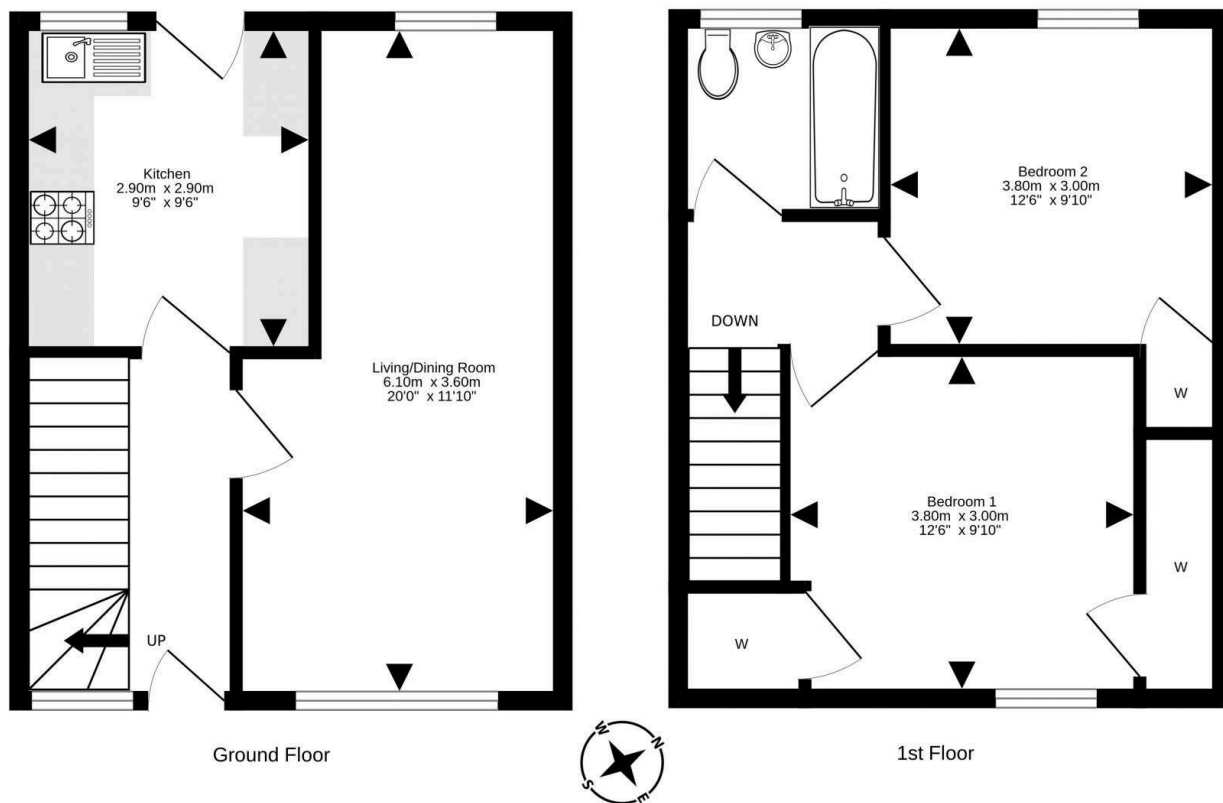 Kitchen
2.90m x 2.90m
9'6" x 9'6"
Living/Dining Room
6.10m x 3.60m
20'0" x 11'10"
UP
Ground Floor
Bedroom 2
3.80m x 3.00m
12'6" x 9'10"
DOWN
W
Bedroom 1
3.80m x 3.00m
12'6" x 9'10"
W
W
1st Floor
W
N
S
E